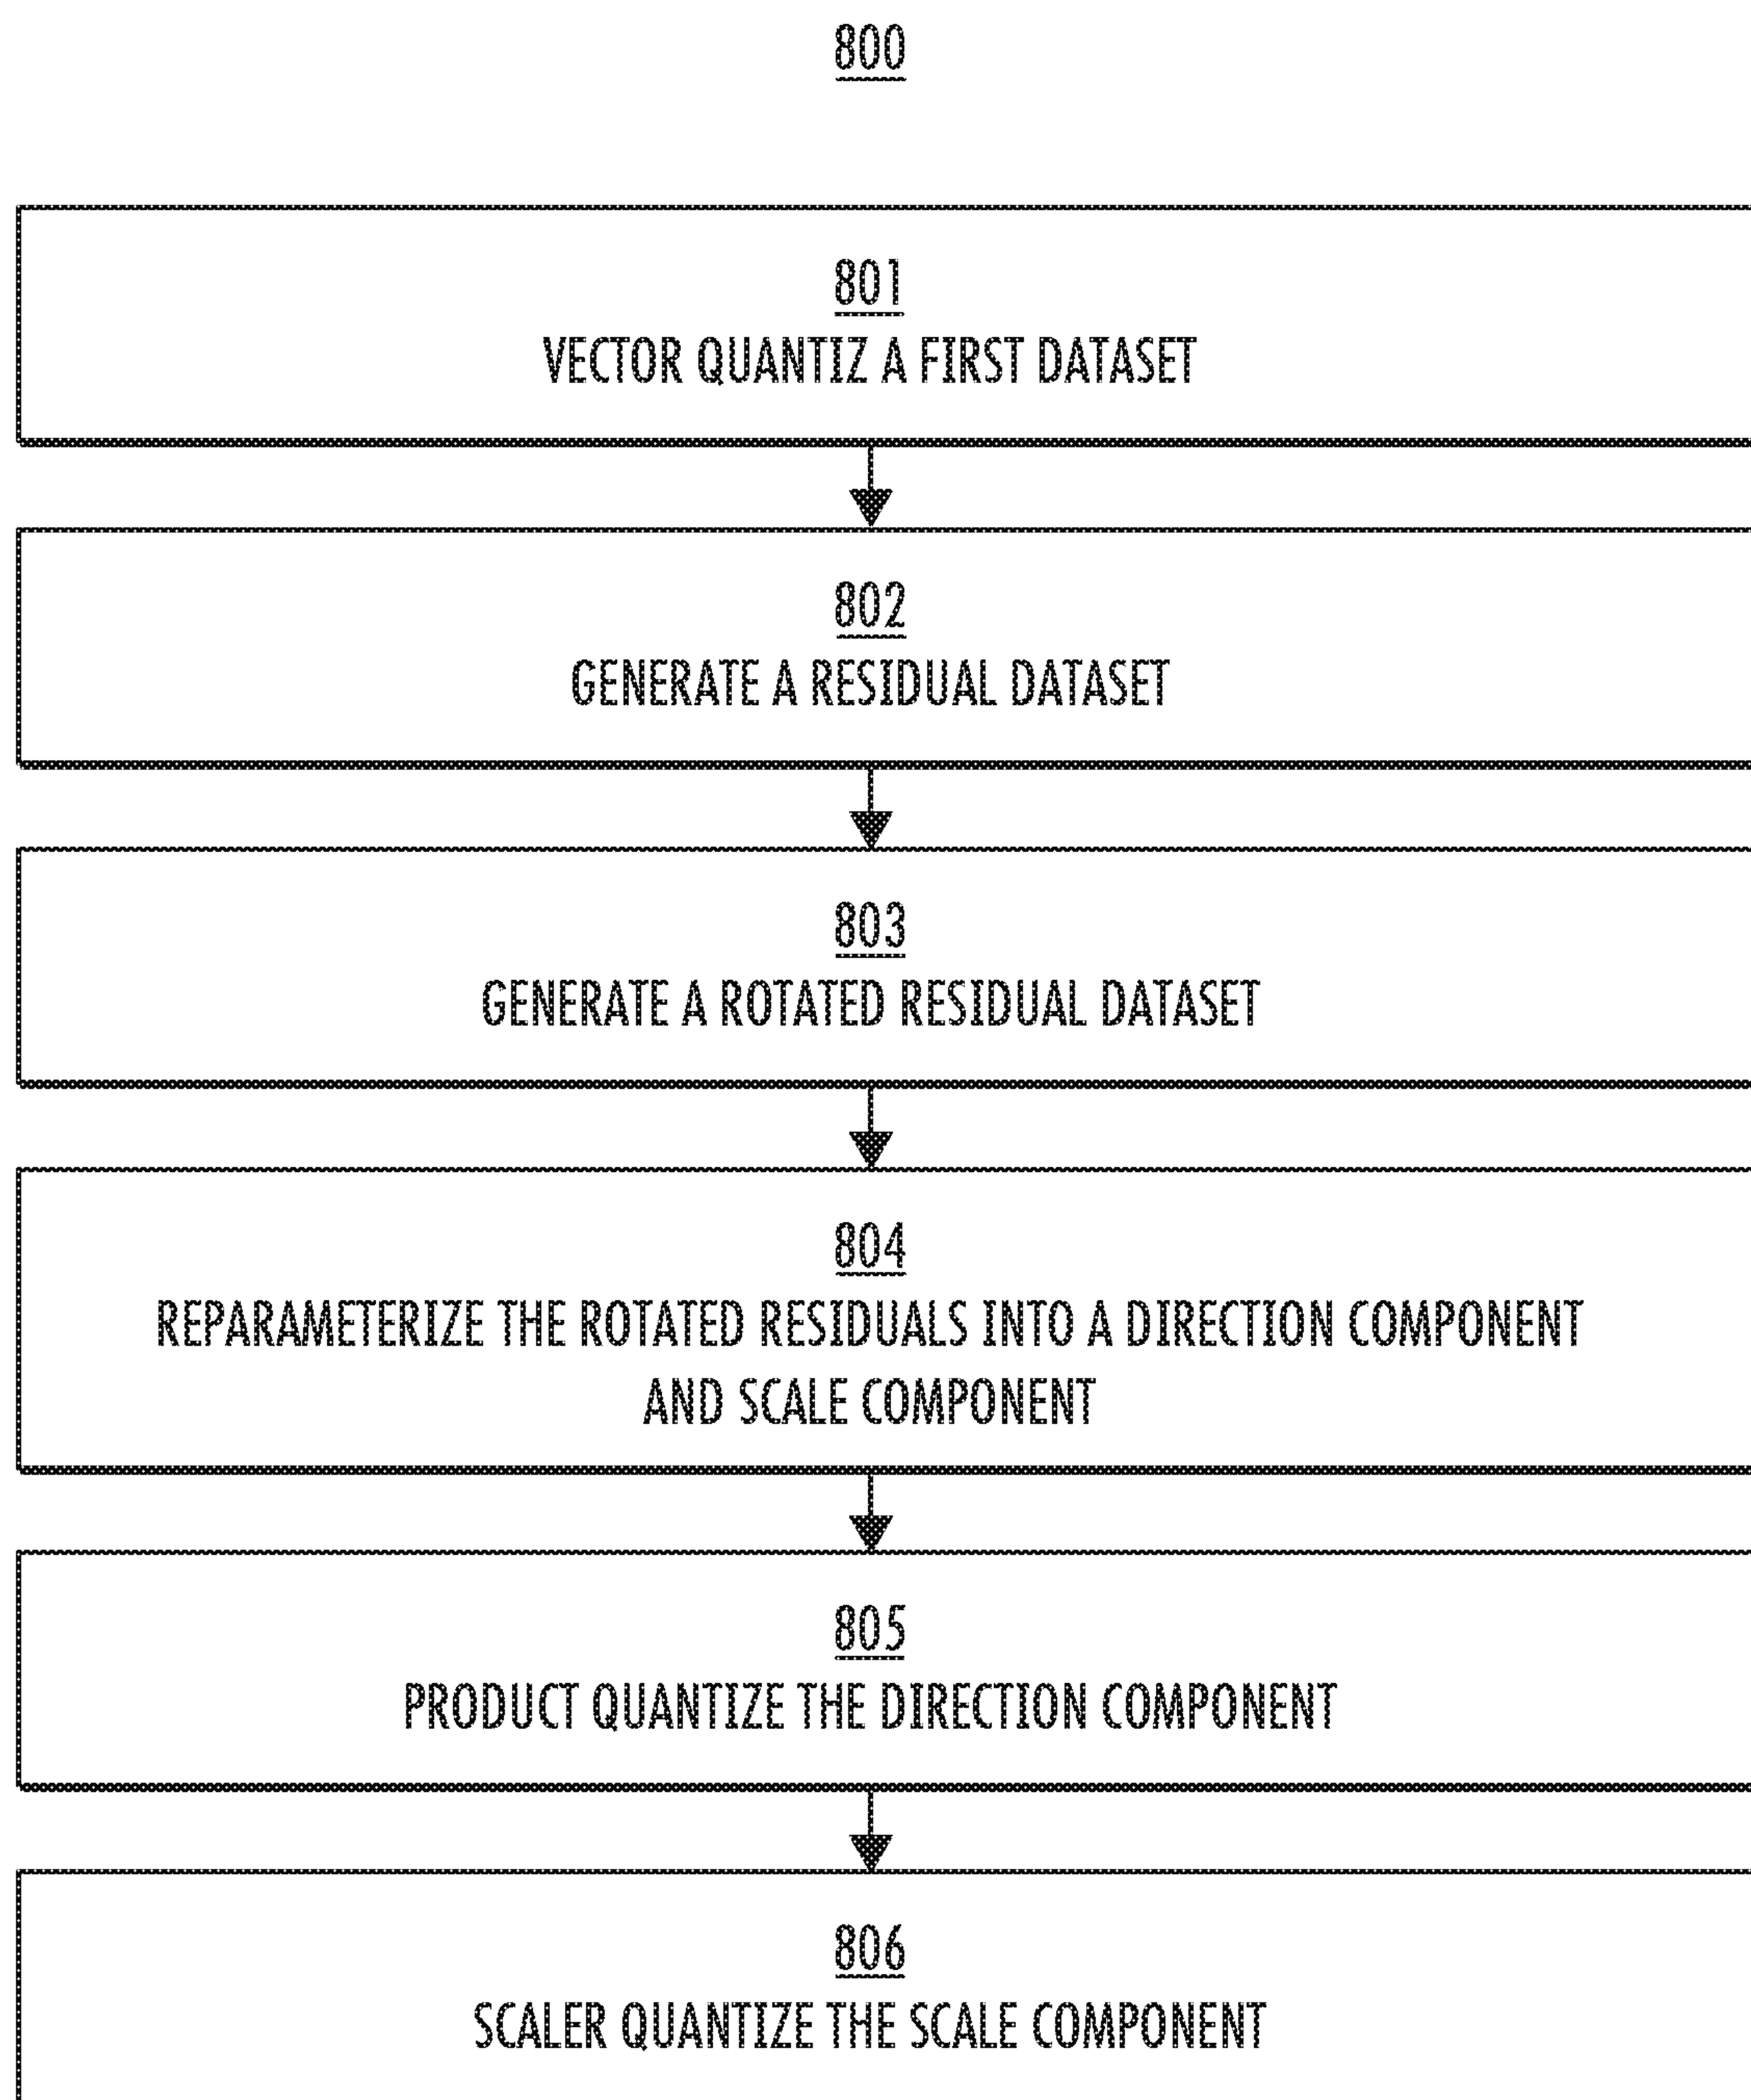 800
801
VECTOR QUANTIZ A FIRST DATASET
802
GENERATE A RESIDUAL DATASET
803
GENERATE A ROTATED RESIDUAL DATASET
804
REPARAMETERIZE THE ROTATED RESIDUALS INTO A DIRECTION COMPONENT
AND SCALE COMPONENT
805
PRODUCT QUANTIZE THE DIRECTION COMPONENT
806
SCALER QUANTIZE THE SCALE COMPONENT